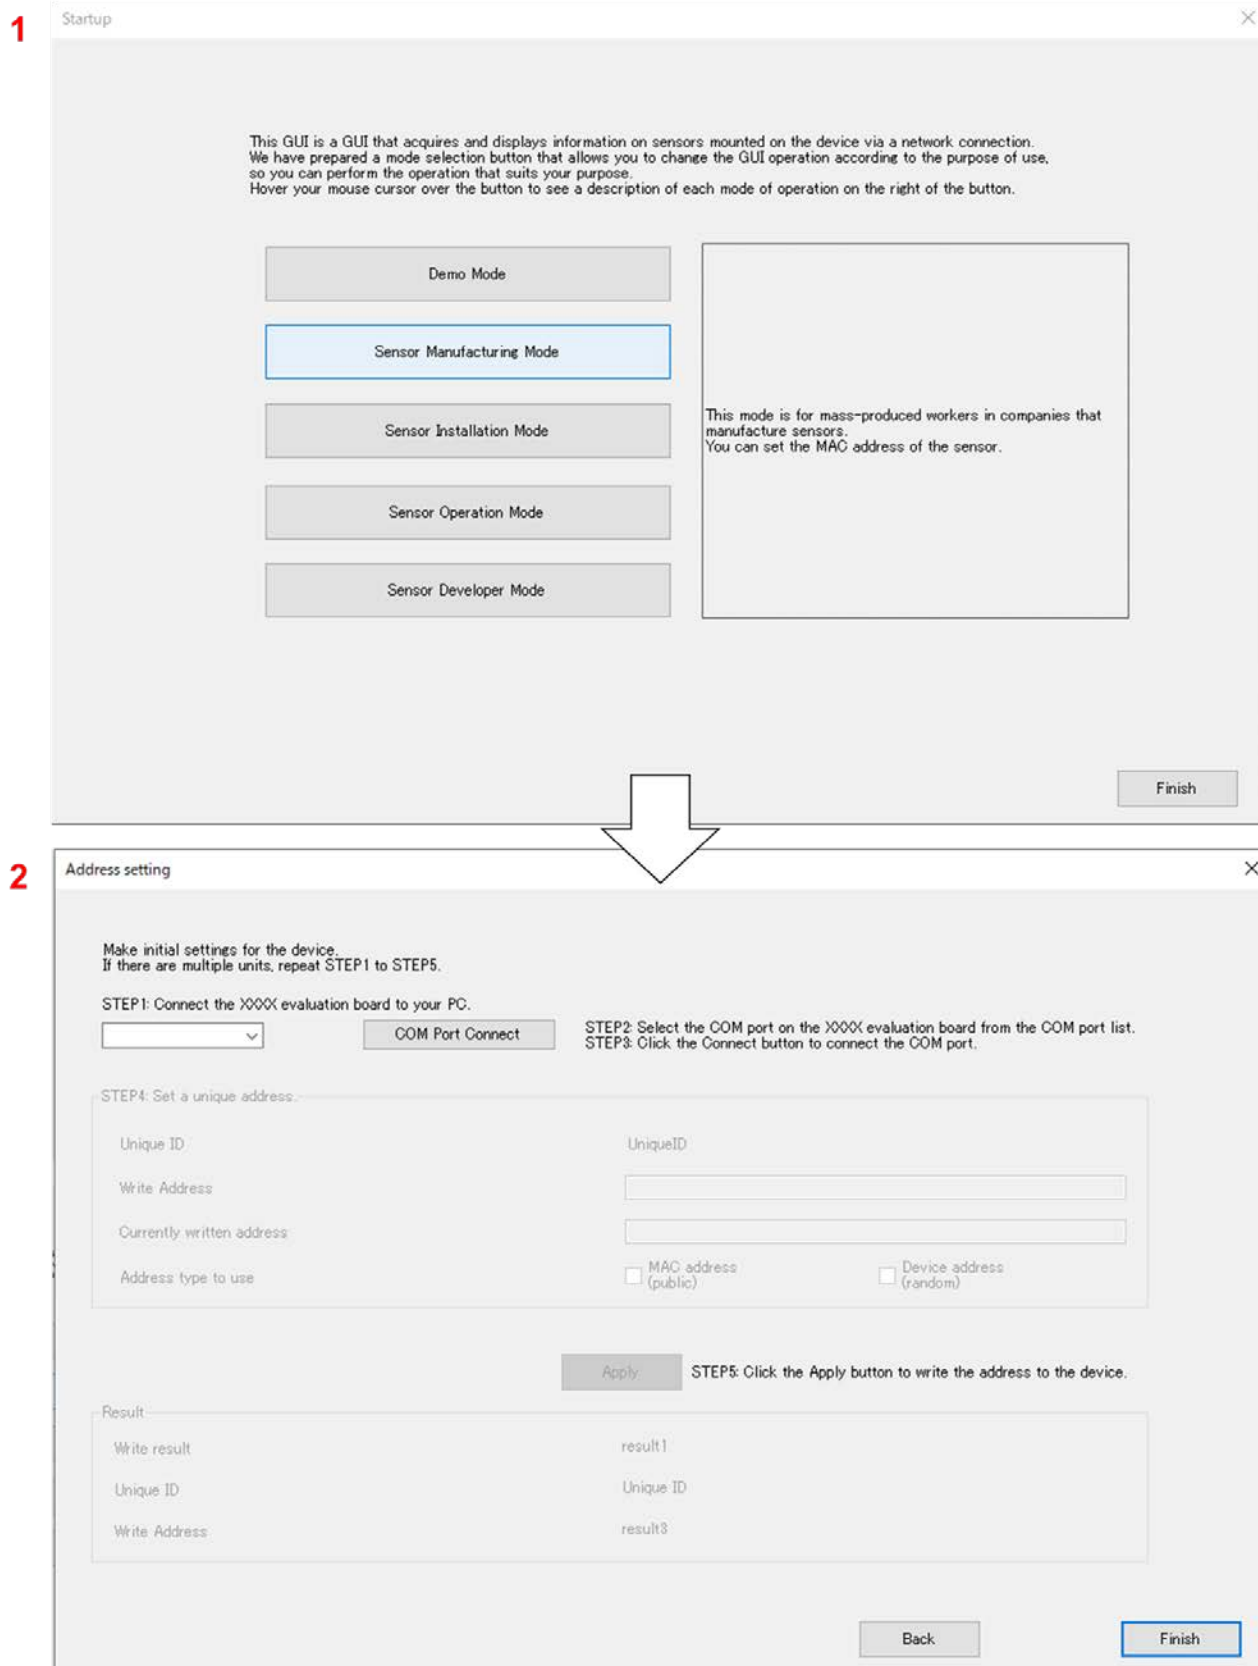 1
Startup
This GUI is a GUI that acquires and displays information on sensors mounted on the device via a network connection.
We have prepared a mode selection button that allows you to change the GUI operation according to the purpose of use,
so you can perform the operation that suits your purpose.
Hover your mouse cursor over the button to see a description of each mode of operation on the right of the button.
Demo Mode
Sensor Manufacturing Mode
Sensor Installation Mode
Sensor Operation Mode
Sensor Developer Mode
This mode is for mass-produced workers in companies that
manufacture sensors.
You can set the MAC address of the sensor.
Finish
2
Address setting
Make initial settings for the device.
If there are multiple units, repeat STEP1 to STEP5.
STEP1: Connect the XXXX evaluation board to your PC.
COM Port Connect
STEP2: Select the COM port on the XXXX evaluation board from the COM port list.
STEP3: Click the Connect button to connect the COM port.
STEP4: Set a unique address.
Unique ID UniqueID
Write Address
Currently written address
Address type to use
MAC address
(public)
Device address
(random)
Apply
STEP5: Click the Apply button to write the address to the device.
Result
Write result result1
Unique ID Unique ID
Write Address result3
Back
Finish